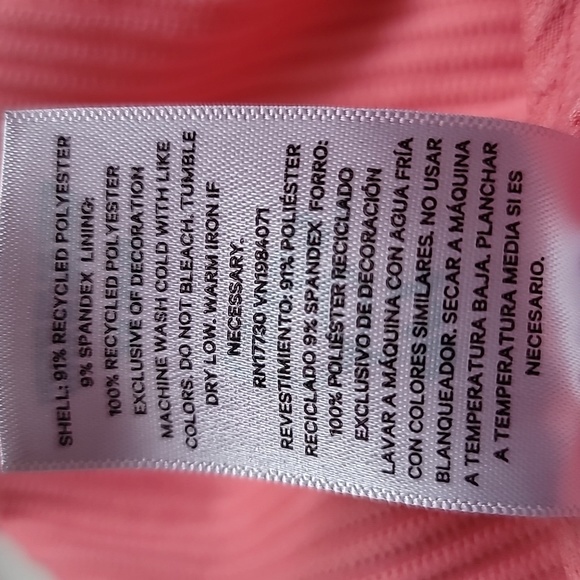 SHELL: 91% RECYCLED POLYESTER
9% SPANDEX LINING:
100% RECYCLED POLYESTER
EXCLUSIVE OF DECORATION
MACHINE WASH COLD WITH LIKE
COLORS. DO NOT BLEACH. TUMBLE
DRY LOW. WARM IRON IF
NECESSARY.
RN17730 VN1984071
REVESTIMIENTO: 91% POLIÉSTER
RECICLADO 9% SPANDEX FORRO:
100% POLIÉSTER RECICLADO
EXCLUSIVO DE DECORACIÓN
LAVAR A MÁQUINA CON AGUA FRÍA
CON COLORES SIMILARES. NO USAR
BLANQUEADOR. SECAR A MÁQUINA
A TEMPERATURA BAJA. PLANCHAR
A TEMPERATURA MEDIA SI ES
NECESARIO.